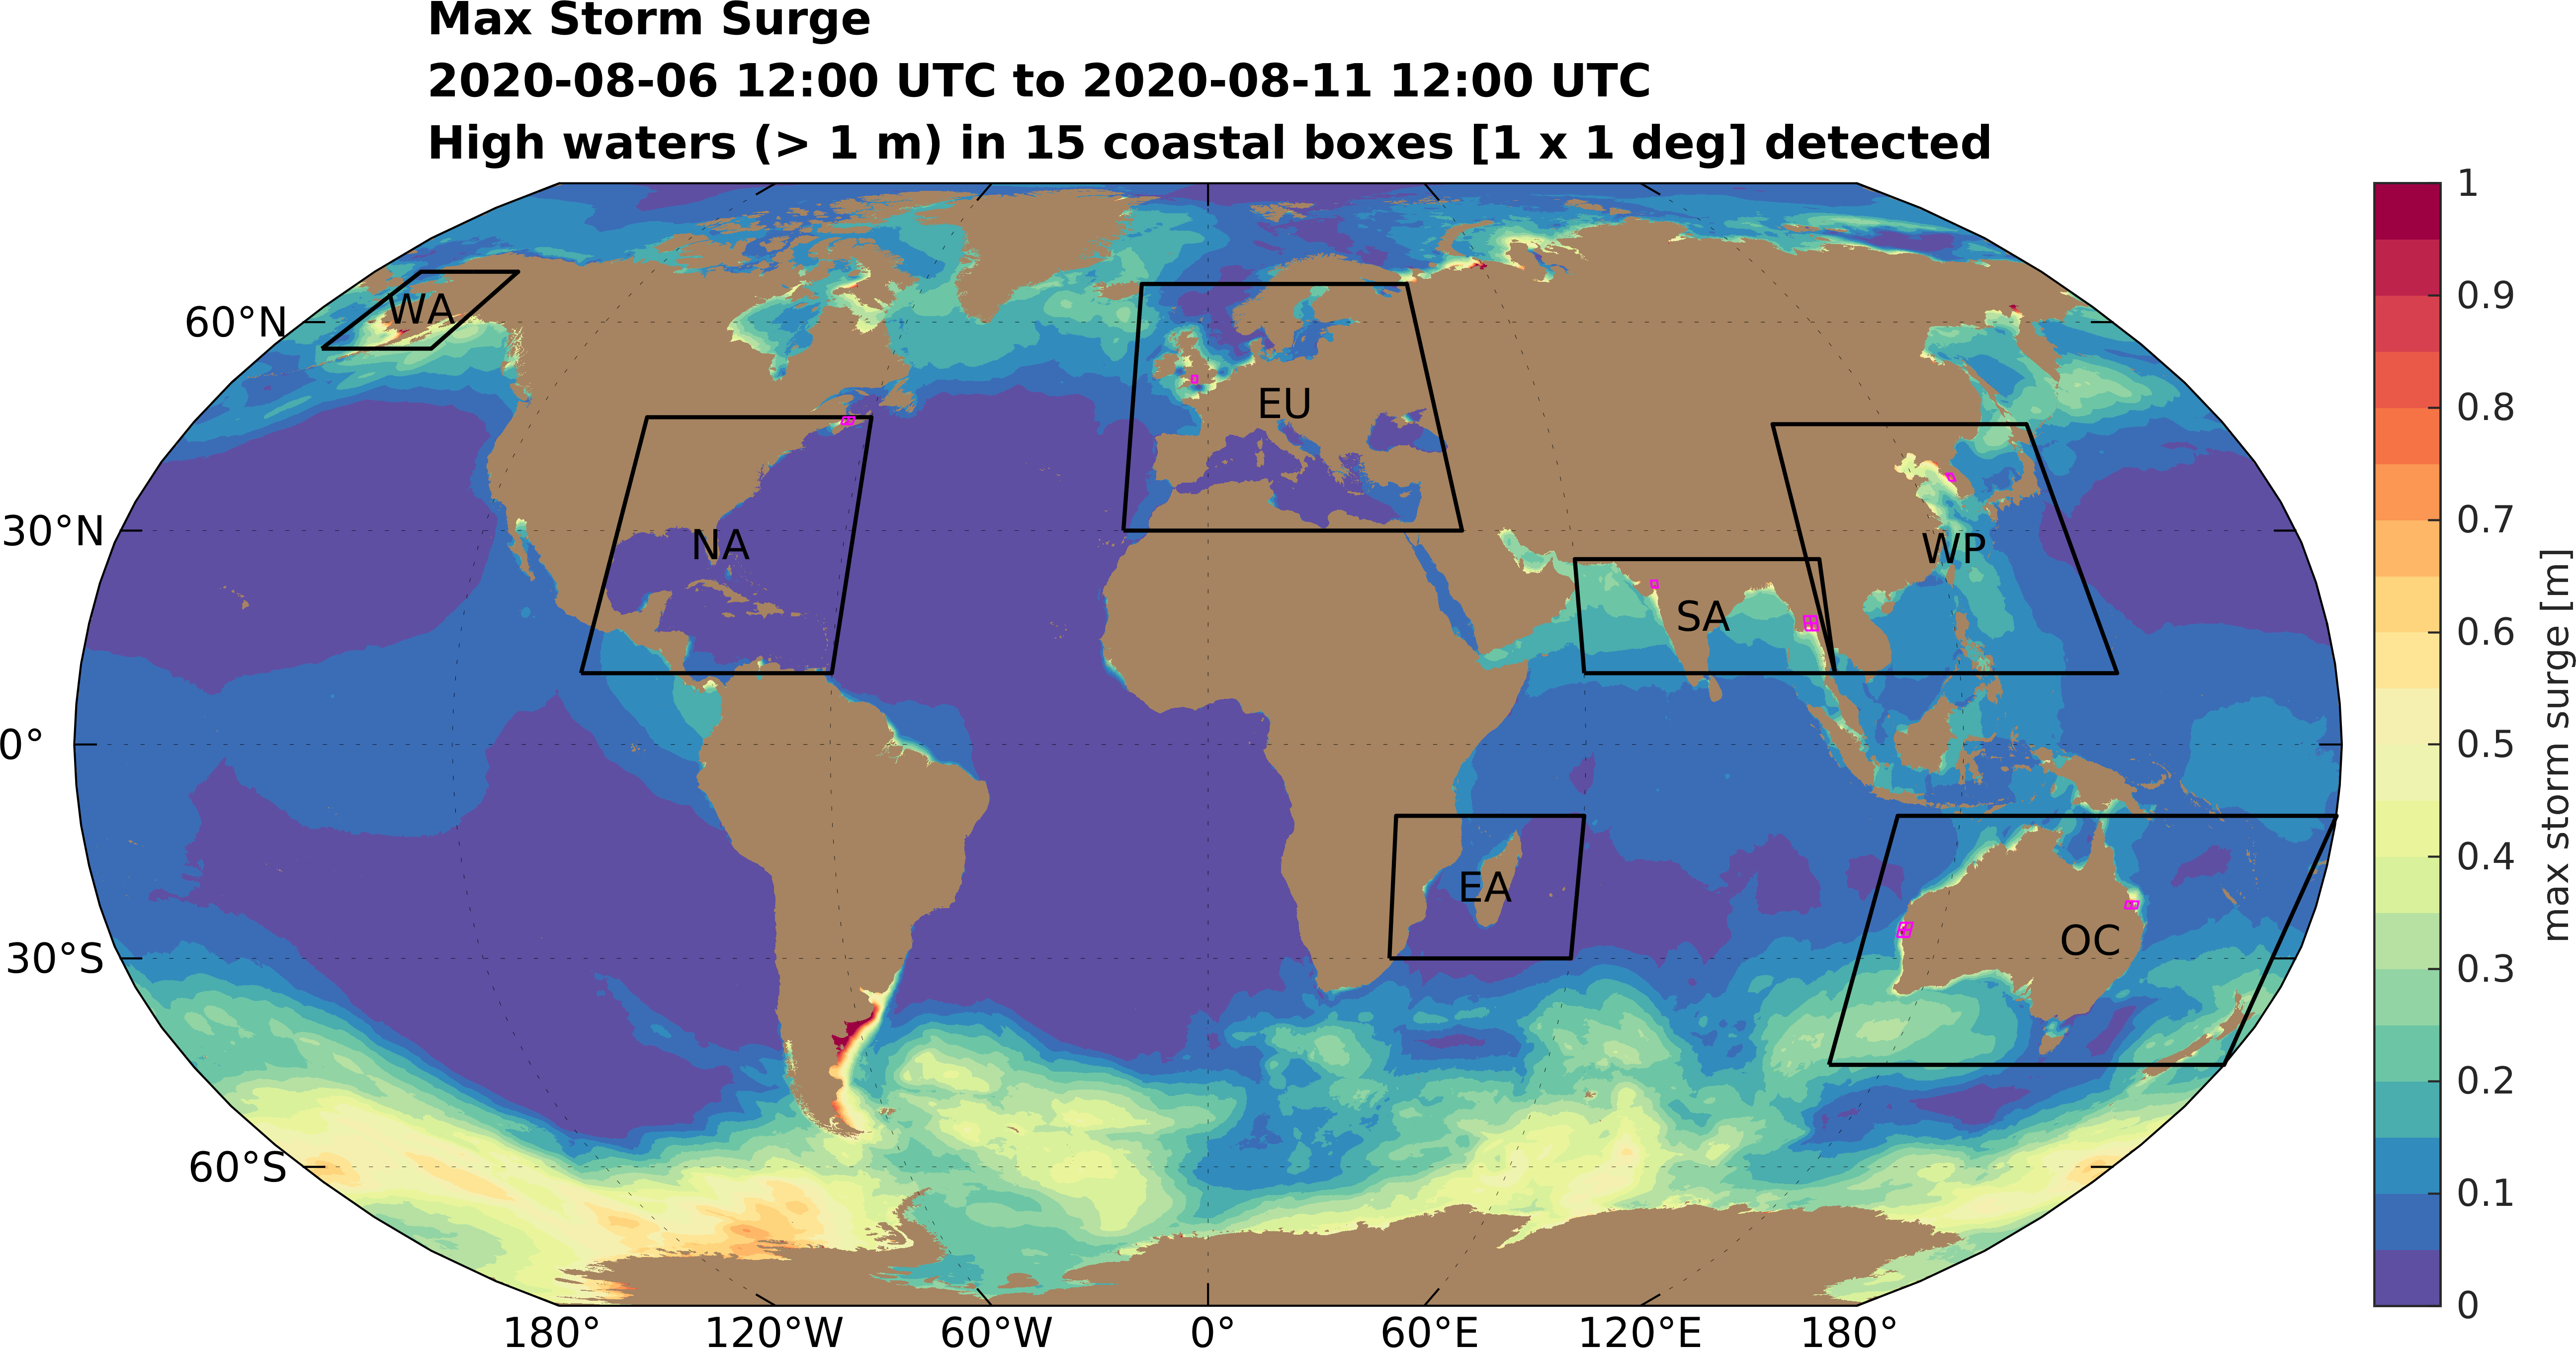 Max Storm Surge
2020-08-06 12:00 UTC to 2020-08-11 12:00 UTC
High waters (> 1 m) in 15 coastal boxes [1 x 1 deg] detected
1
0.9
0.8
0.7
0.6
0.5
0.4
0.3
0.2
0.1
0
max storm surge [m]
60°N
30°N
0°
30°S
60°S
WA
EU
NA
WP
SA
EA
OC
180° 120°W 60°W 0° 60°E 120°E 180°